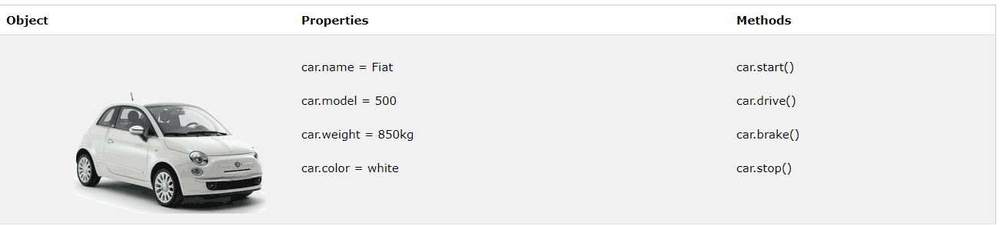 Object Properties Methods
car.name = Fiat car.start()
car.model = 500 car.drive()
car.weight = 850kg car.brake()
car.color = white car.stop()